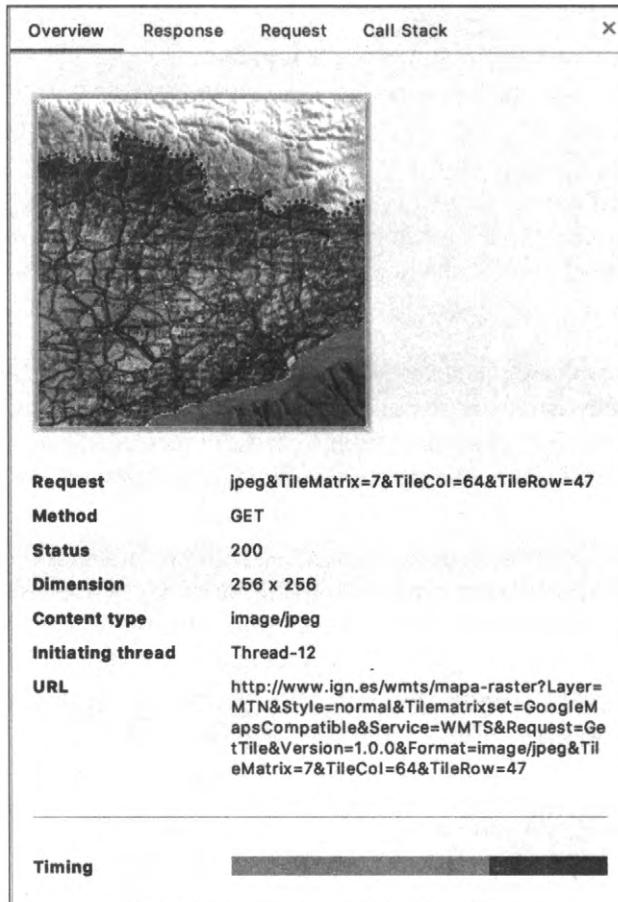 Overview Response Request Call Stack ×
Request jpeg&TileMatrix=7&TileCol=64&TileRow=47
Method GET
Status 200
Dimension 256 x 256
Content type image/jpeg
Initiating thread Thread-12
URL http://www.ign.es/wmts/mapa-raster?Layer=
MTN&Style=normal&Tilematrixset=GoogleM
apsCompatible&Service=WMTS&Request=Ge
tTile&Version=1.0.0&Format=image/jpeg&Til
eMatrix=7&TileCol=64&TileRow=47
Timing